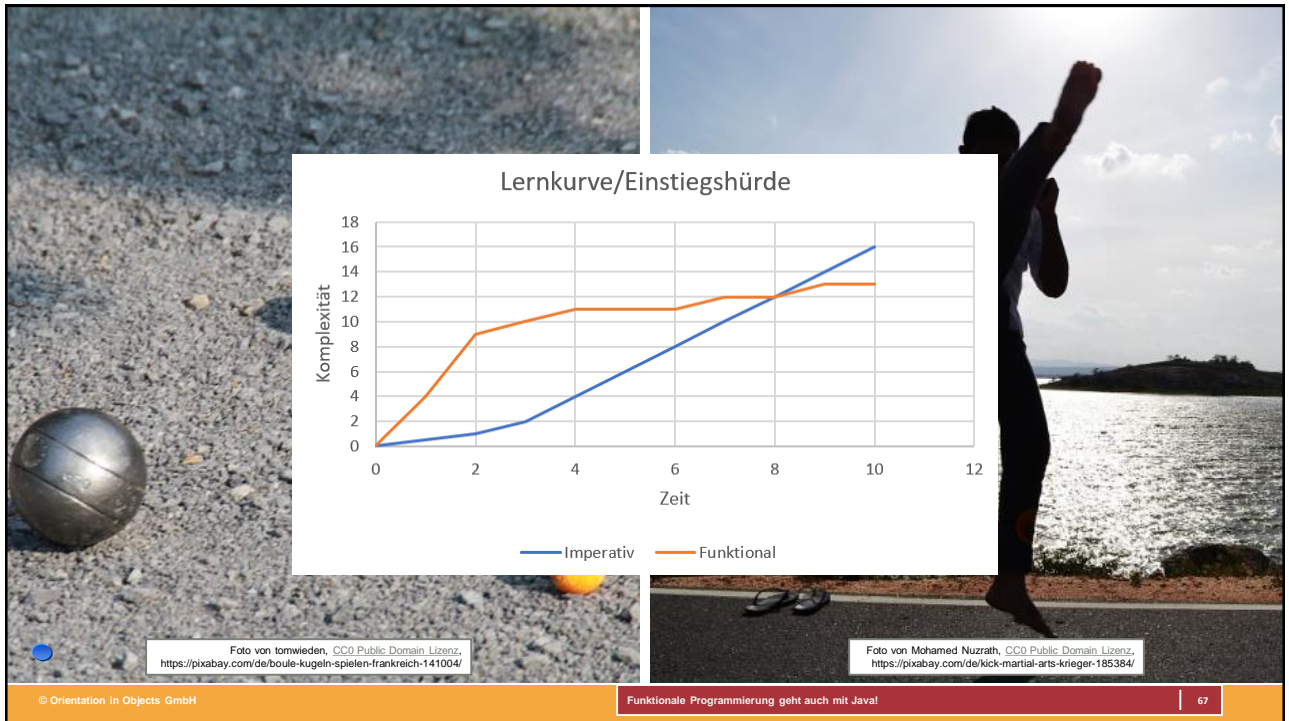 Lernkurve/Einstiegshürde
18
16
14
12
10
8
6
4
2
0
Komplexität
0 2 4 6 8 10 12
Zeit
Imperativ Funktional
Foto von tomwieden, CC0 Public Domain Lizenz,
https://pixabay.com/de/boule-kugeln-spielen-frankreich-141004/
Foto von Mohamed Nuzrath, CC0 Public Domain Lizenz,
https://pixabay.com/de/kick-martial-arts-krieger-185384/
© Orientation in Objects GmbH
Funktionale Programmierung geht auch mit Java!
67